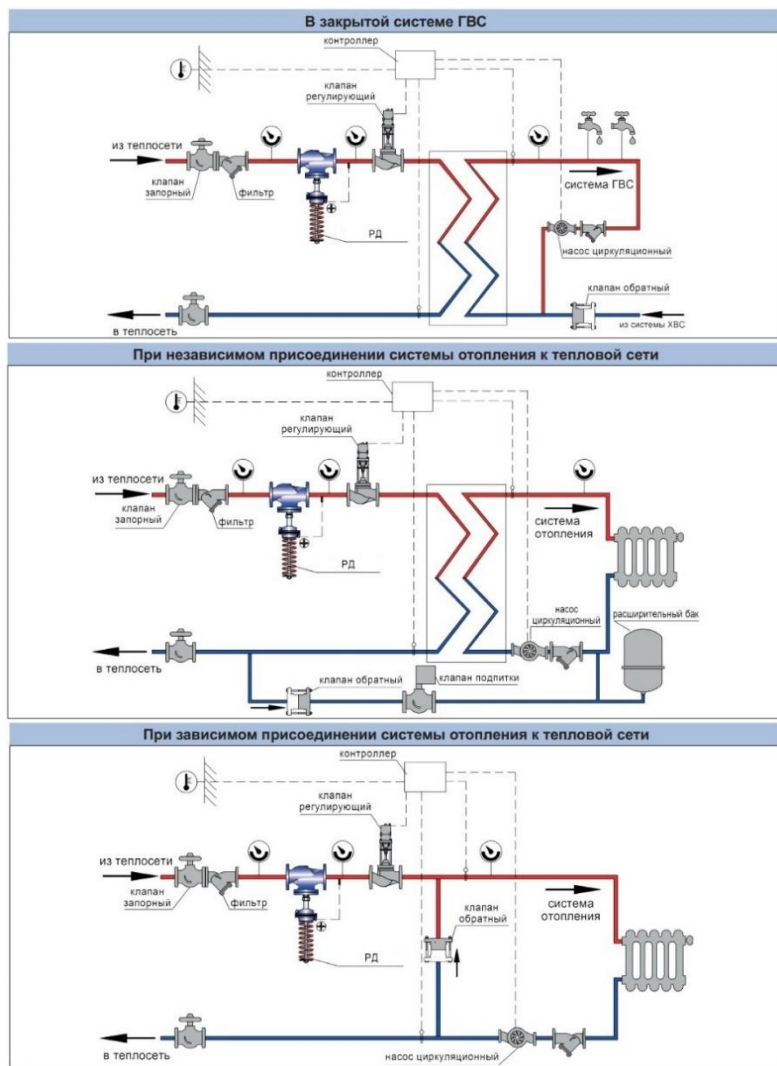 В закрытой системе ГВС
контроллер
клапан
регулирующий
из теплосети
клапан
запорный
фильтр
РД
система ГВС
насос циркуляционный
клапан обратный
в теплосеть
из системы ХВС
При независимом присоединении системы отопления к тепловой сети
контроллер
клапан
регулирующий
из теплосети
клапан
запорный
фильтр
РД
система
отопления
насос
циркуляционный
расширительный бак
в теплосеть
клапан обратный
клапан подпитки
При зависимом присоединении системы отопления к тепловой сети
контроллер
клапан
регулирующий
из теплосети
клапан
запорный
фильтр
РД
клапан
обратный
система
отопления
в теплосеть
насос циркуляционный